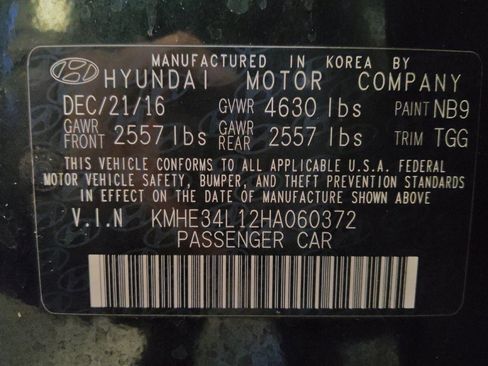 MANUFACTURED IN KOREA BY
HYUNDAI MOTOR COMPANY
DEC/21/16 GVWR 4630 lbs PAINT NB9
GAWR FRONT 2557 lbs GAWR REAR 2557 lbs TRIM TGG
THIS VEHICLE CONFORMS TO ALL APPLICABLE U.S.A. FEDERAL
MOTOR VEHICLE SAFETY, BUMPER, AND THEFT PREVENTION STANDARDS
IN EFFECT ON THE DATE OF MANUFACTURE SHOWN ABOVE
V.I.N KMHE34L12HA060372
PASSENGER CAR